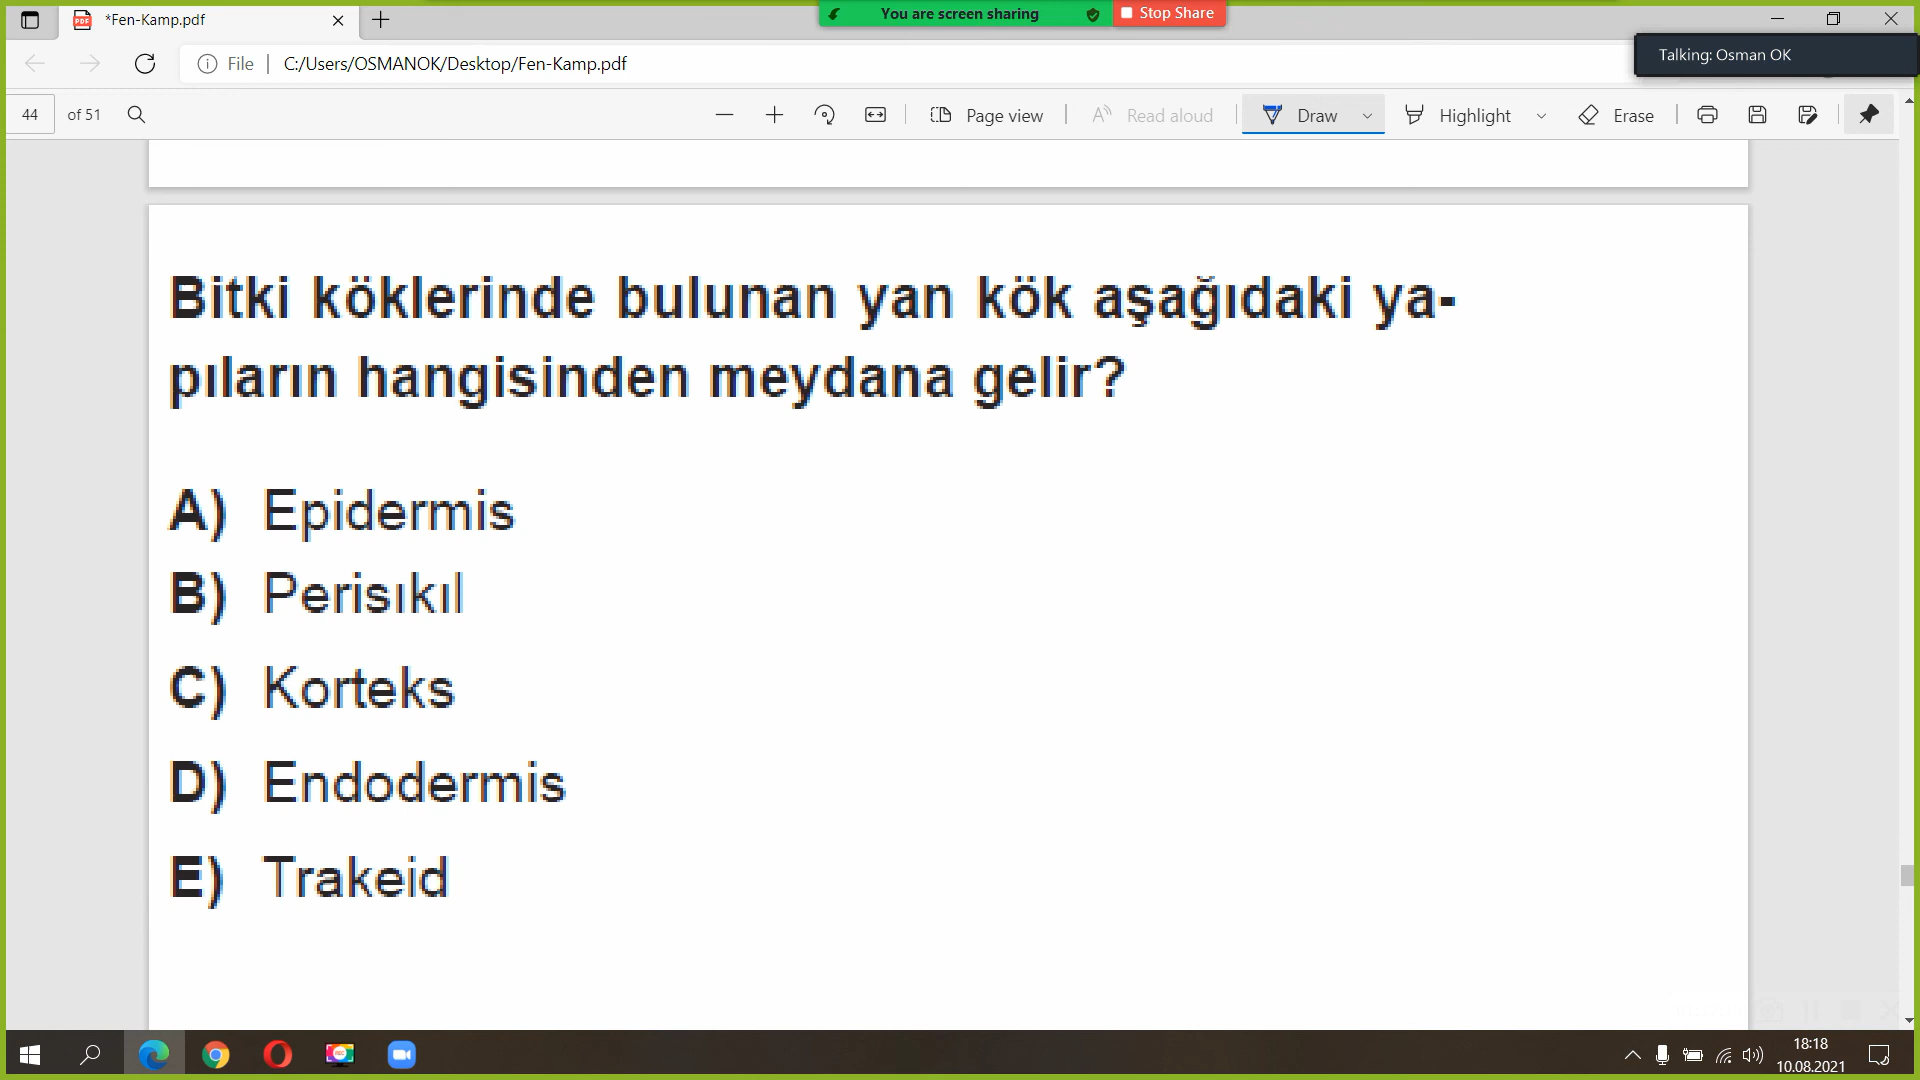 *Fen-Kamp.pdf
You are screen sharing
Stop Share
File
C:/Users/OSMANOK/Desktop/Fen-Kamp.pdf
Talking: Osman OK
44 of 51
Page view
Read aloud
Draw
Highlight
Erase
Bitki köklerinde bulunan yan kök aşağıdaki ya-
pıların hangisinden meydana gelir?
A) Epidermis
B) Perisıkıl
C) Korteks
D) Endodermis
E) Trakeid
18:18
10.08.2021